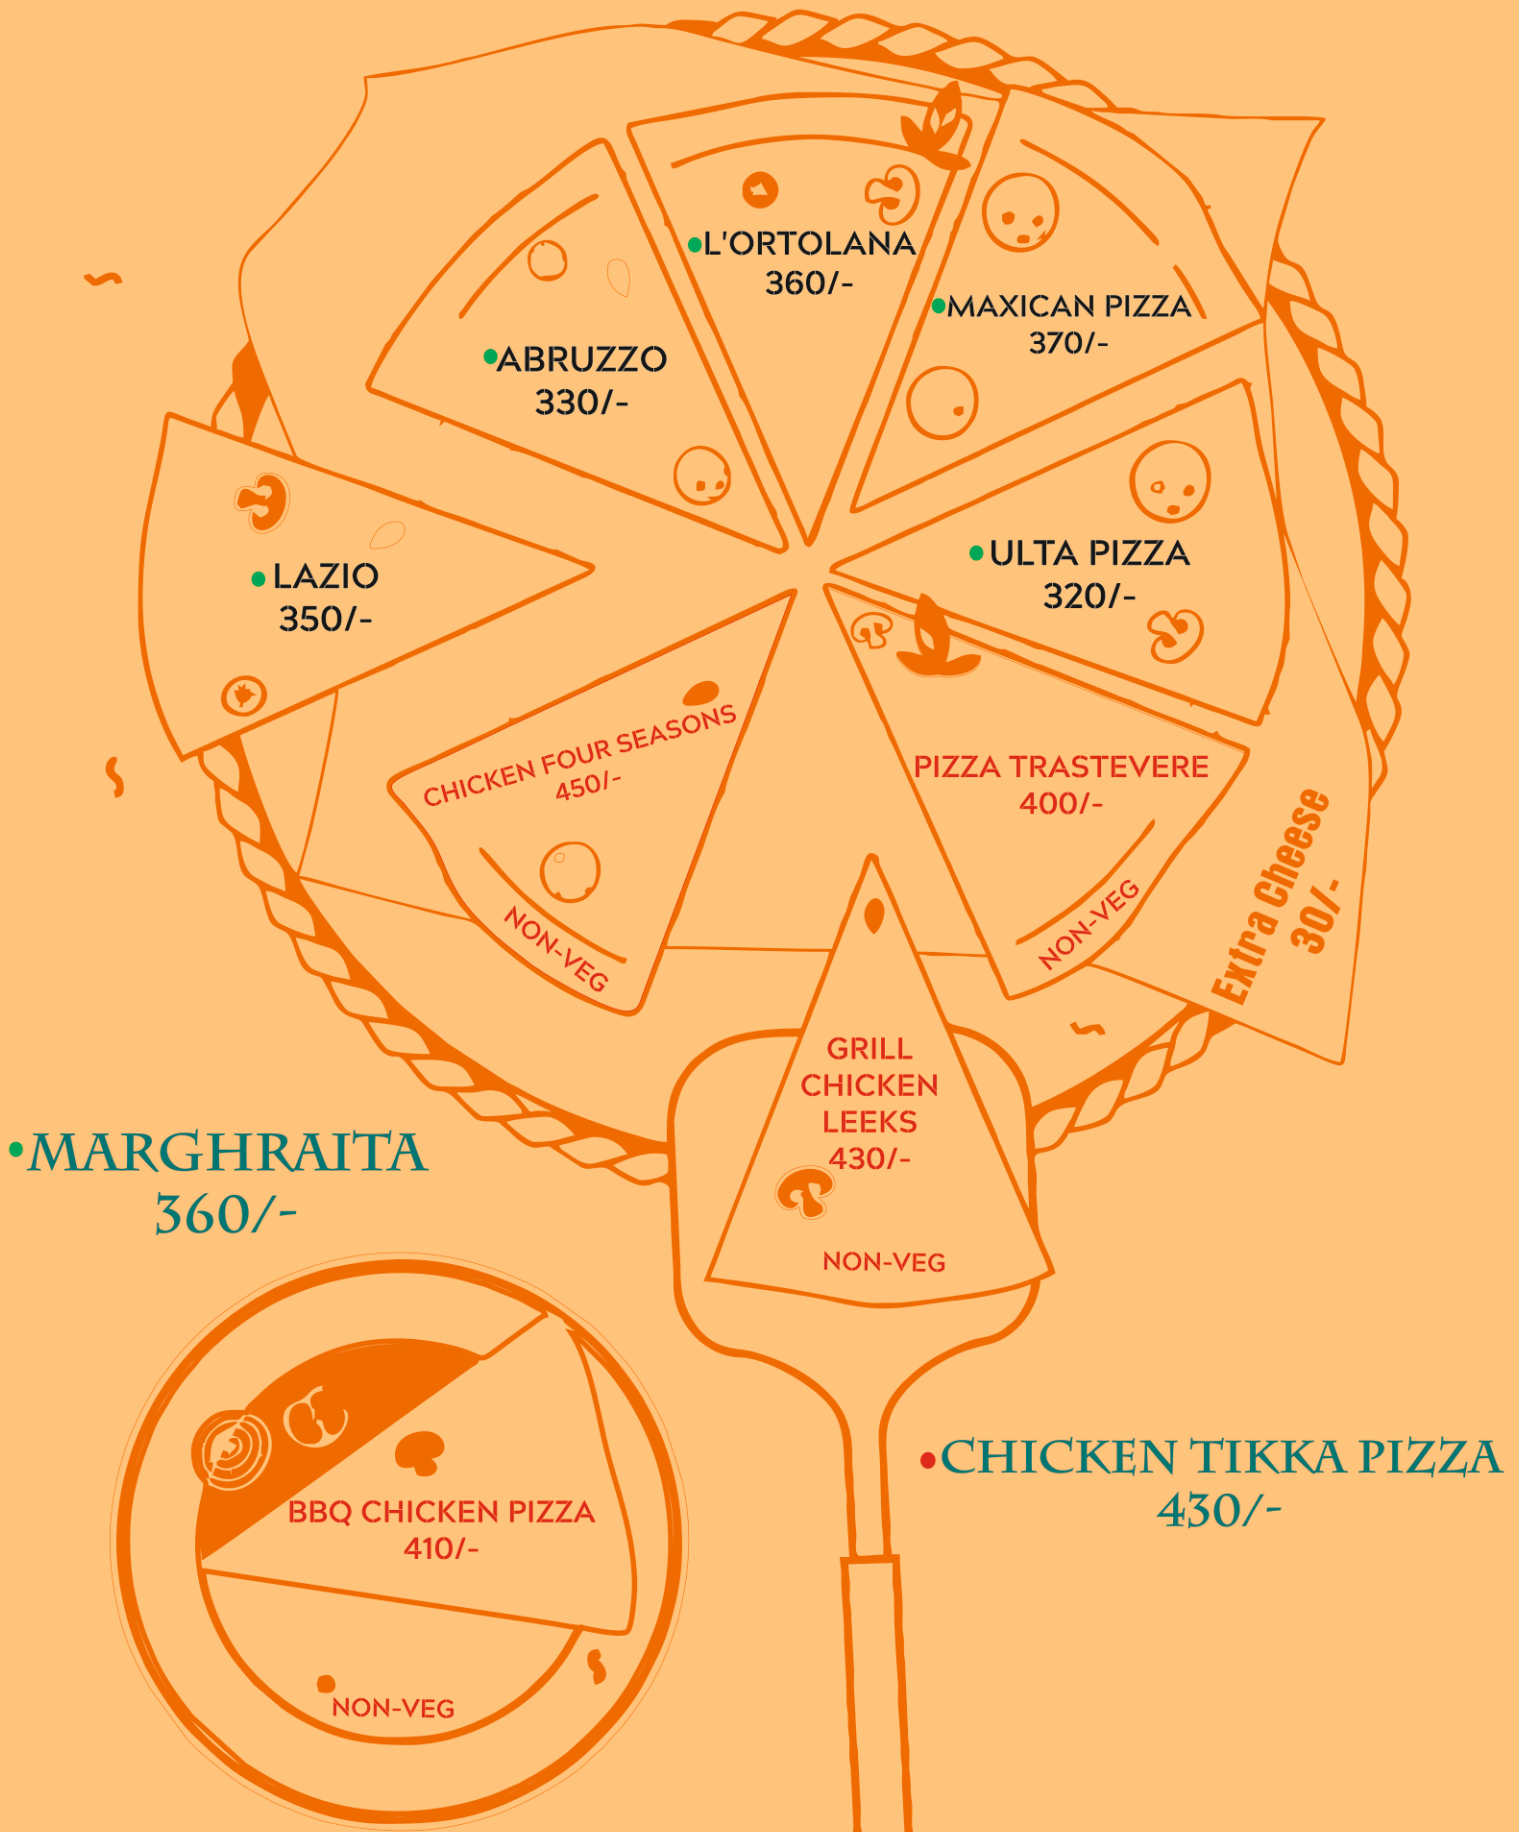 •L'ORTOLANA
360/-
•MAXICAN PIZZA
370/-
•ABRUZZO
330/-
•ULTA PIZZA
320/-
•LAZIO
350/-
CHICKEN FOUR SEASONS
450/-
NON-VEG
PIZZA TRASTEVERE
400/-
NON-VEG
Extra Cheese
30/-
GRILL
CHICKEN
LEEKS
430/-
NON-VEG
•MARGHRAITA
360/-
•CHICKEN TIKKA PIZZA
430/-
BBQ CHICKEN PIZZA
410/-
NON-VEG